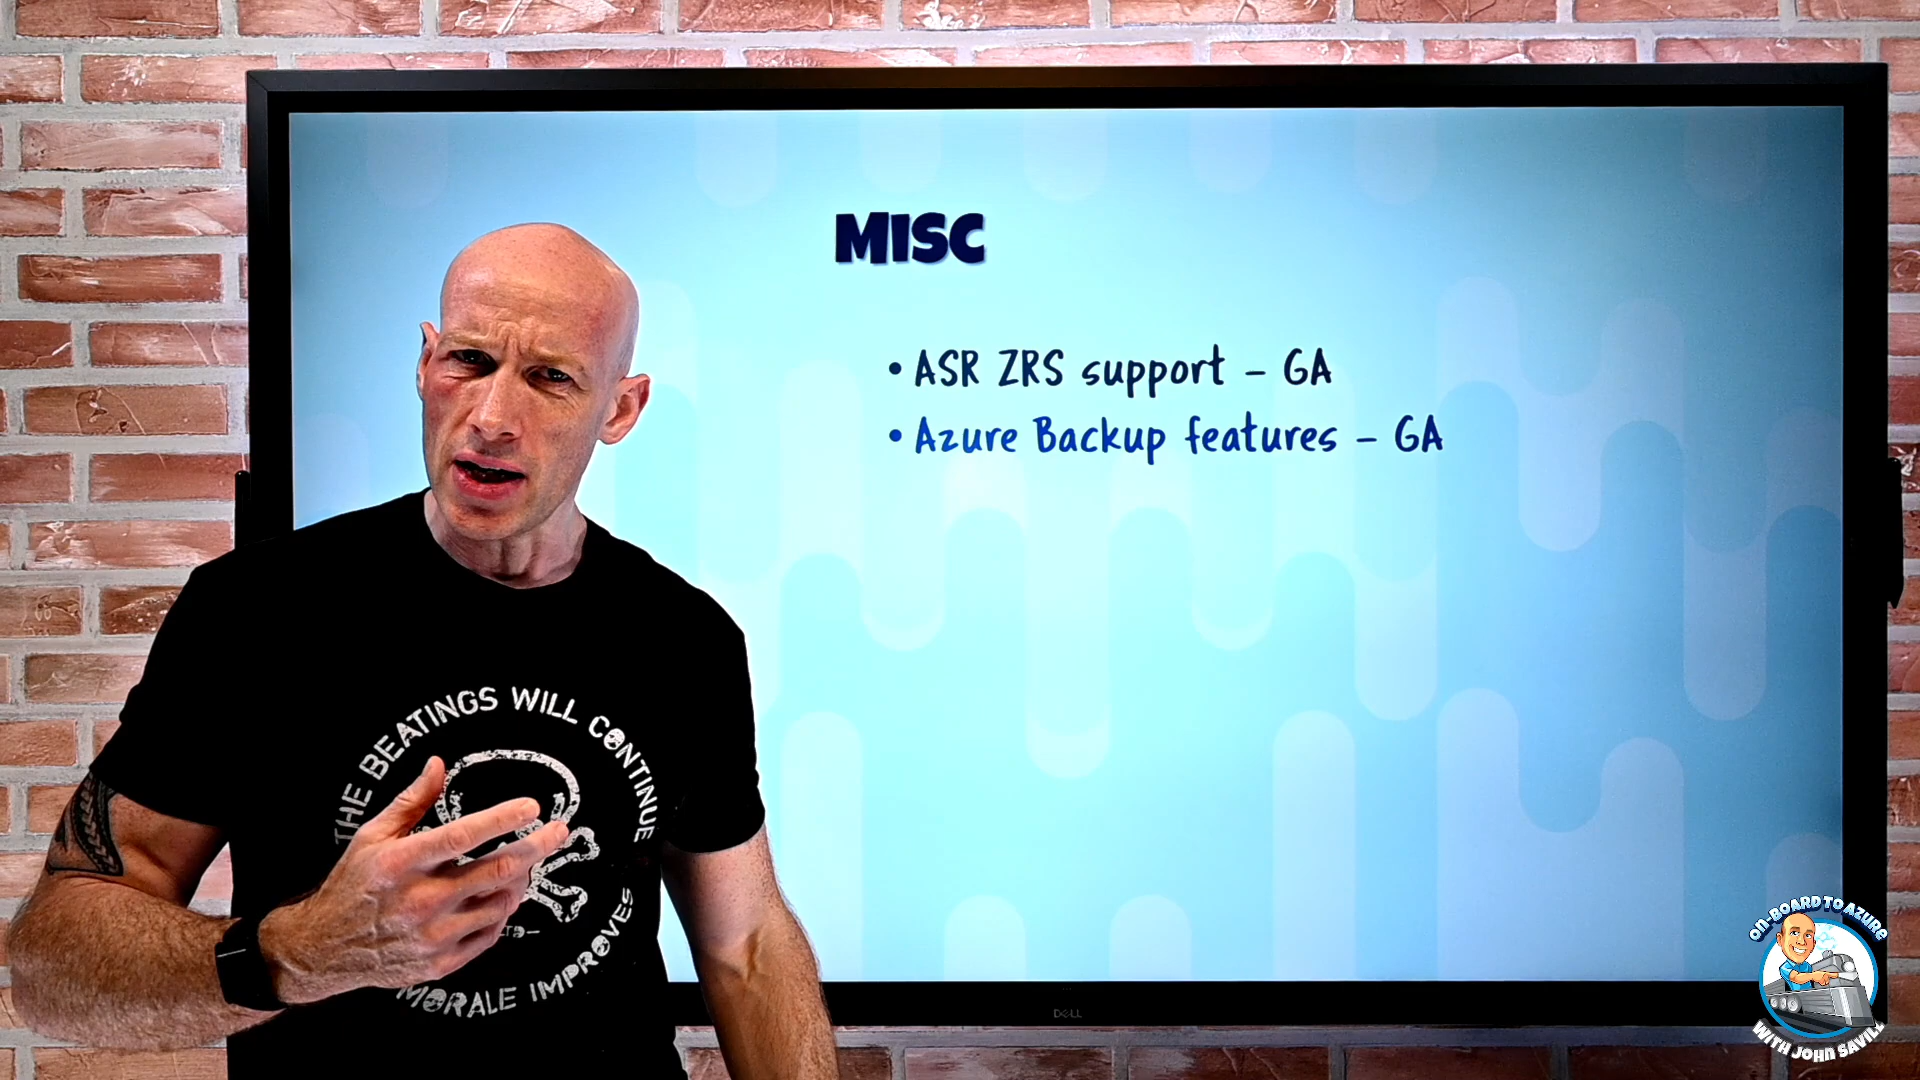 MISC
• ASR ZRS support – GA
• Azure Backup features – GA
THE BEATINGS WILL CONTINUE
LTD
MORALE IMPROVES
DELL
ON-BOARD TO AZURE
WITH JOHN SAVILL